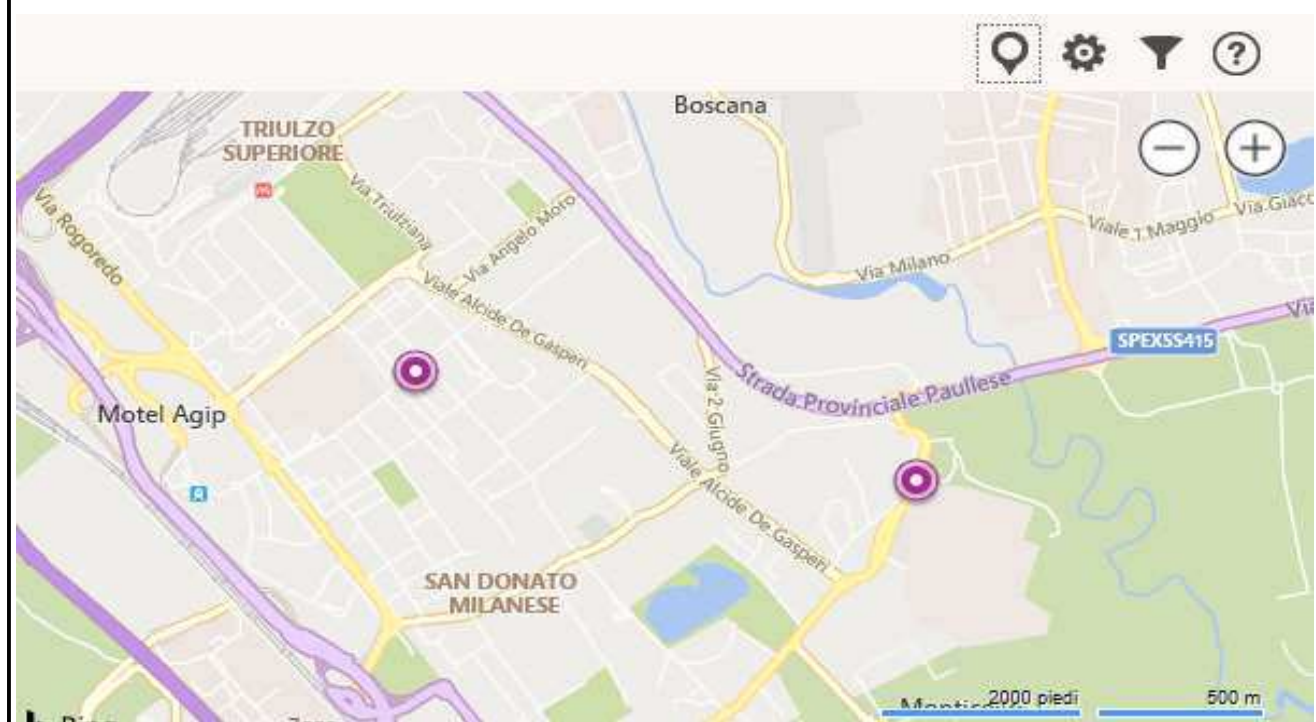 Boscana
TRIULZO
SUPERIORE
Via Rogoredo
Via Triulziana
Via Angelo Moro
Viale 1 Maggio
Via Milano
Viale Alcide De Gasperi
SPEXSS415
Strada Provinciale Paullese
Via 2 Giugno
Motel Agip
Viale Alcide De Gasperi
SAN DONATO
MILANESE
2000 piedi
500 m